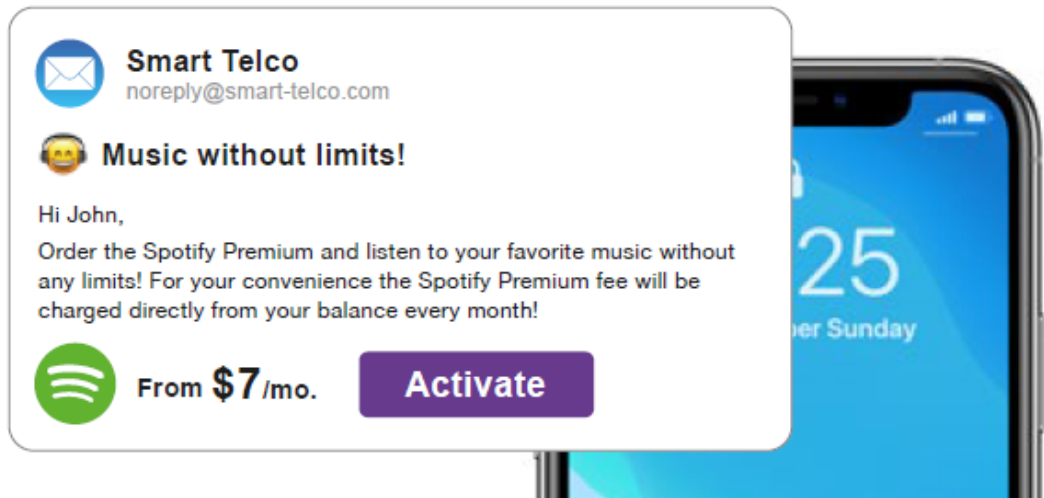 Smart Telco
noreply@smart-telco.com
Music without limits!
Hi John,
Order the Spotify Premium and listen to your favorite music without
any limits! For your convenience the Spotify Premium fee will be
charged directly from your balance every month!
From $7/mo.
Activate
25
Sunday